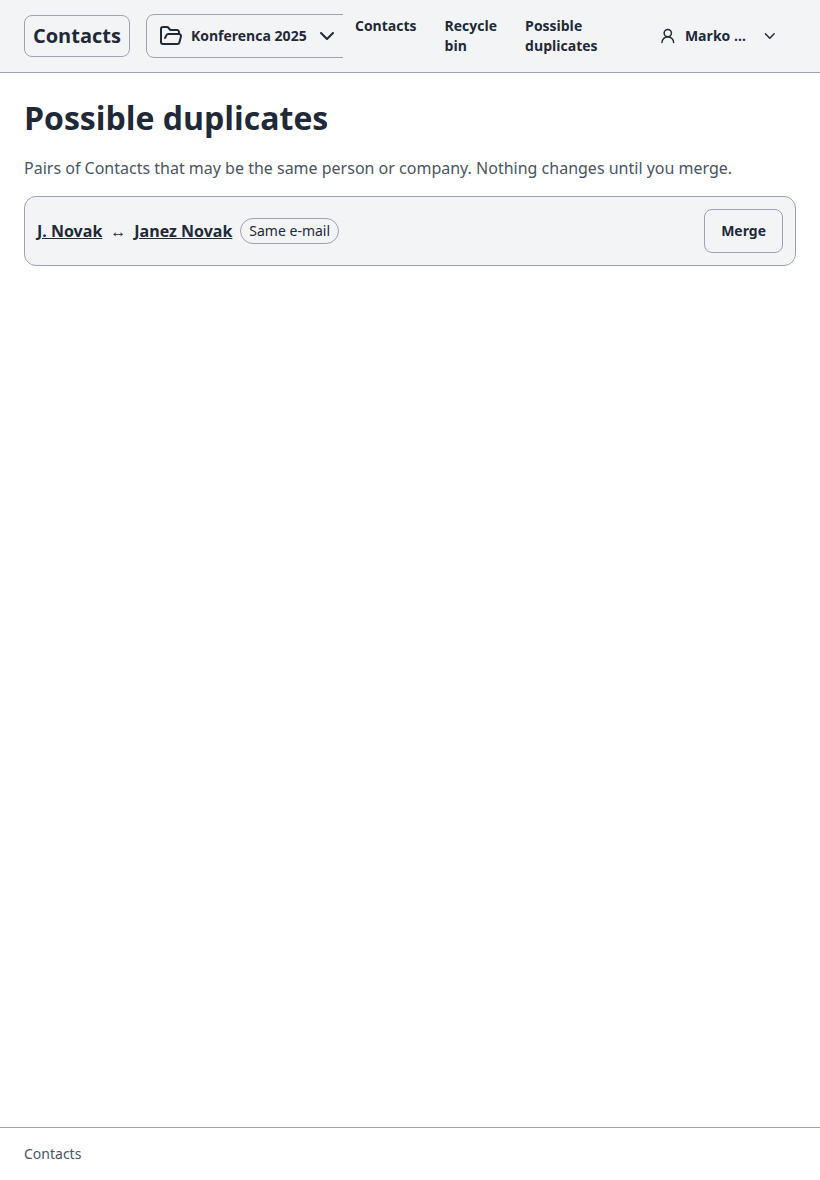 Contacts
Konferenca 2025
Contacts
Recycle bin
Possible duplicates
Marko ...
Possible duplicates
Pairs of Contacts that may be the same person or company. Nothing changes until you merge.
J. Novak ↔ Janez Novak Same e-mail
Merge
Contacts